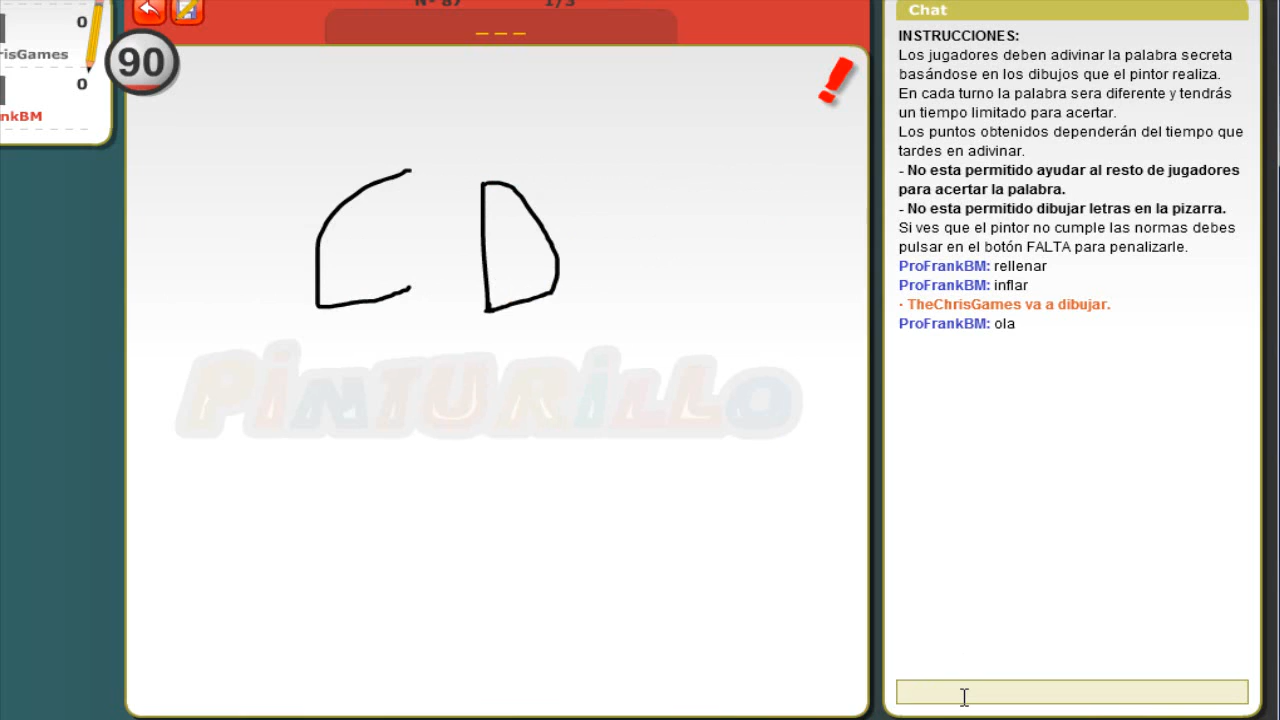 0
risGames
0
nkBM
90
Nº 87
1/3
_ _ _
C D
PiNTURiLLO
Chat
INSTRUCCIONES:
Los jugadores deben adivinar la palabra secreta
basándose en los dibujos que el pintor realiza.
En cada turno la palabra sera diferente y tendrás
un tiempo limitado para acertar.
Los puntos obtenidos dependerán del tiempo que
tardes en adivinar.
- No esta permitido ayudar al resto de jugadores
para acertar la palabra.
- No esta permitido dibujar letras en la pizarra.
Si ves que el pintor no cumple las normas debes
pulsar en el botón FALTA para penalizarle.
ProFrankBM: rellenar
ProFrankBM: inflar
· TheChrisGames va a dibujar.
ProFrankBM: ola